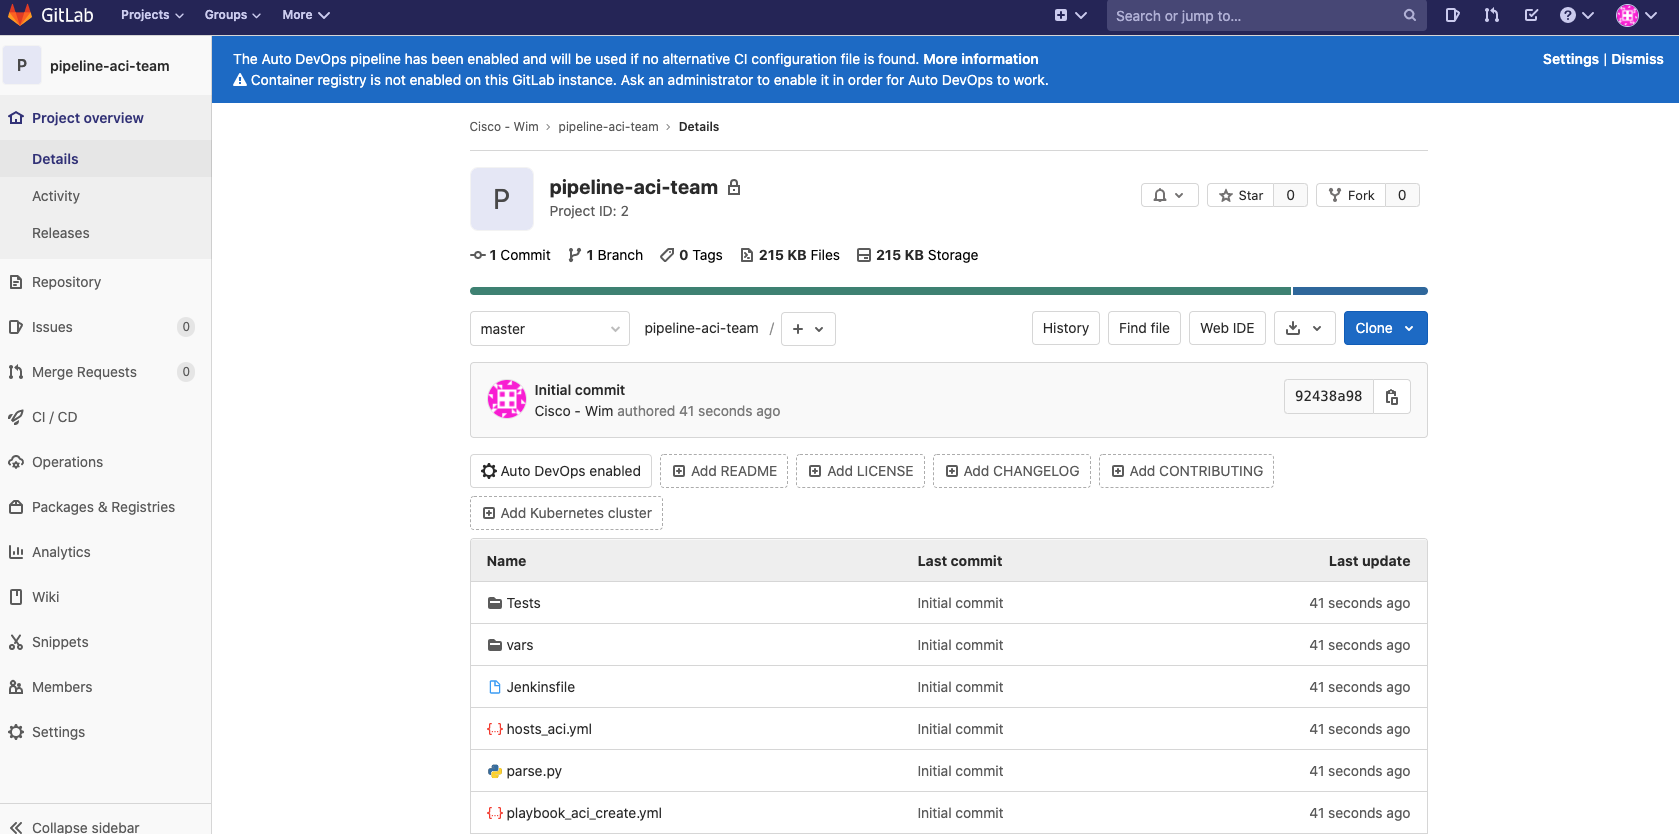 GitLab Projects Groups More Search or jump to...
P pipeline-aci-team
Project overview
Details
Activity
Releases
Repository
Issues 0
Merge Requests 0
CI / CD
Operations
Packages & Registries
Analytics
Wiki
Snippets
Members
Settings
Collapse sidebar
The Auto DevOps pipeline has been enabled and will be used if no alternative CI configuration file is found. More information Settings | Dismiss
Container registry is not enabled on this GitLab instance. Ask an administrator to enable it in order for Auto DevOps to work.
Cisco - Wim > pipeline-aci-team > Details
P
pipeline-aci-team
Project ID: 2
Star 0 Fork 0
1 Commit 1 Branch 0 Tags 215 KB Files 215 KB Storage
master pipeline-aci-team / + History Find file Web IDE Clone
Initial commit
Cisco - Wim authored 41 seconds ago
92438a98
Auto DevOps enabled Add README Add LICENSE Add CHANGELOG Add CONTRIBUTING
Add Kubernetes cluster
Name Last commit Last update
Tests Initial commit 41 seconds ago
vars Initial commit 41 seconds ago
Jenkinsfile Initial commit 41 seconds ago
hosts_aci.yml Initial commit 41 seconds ago
parse.py Initial commit 41 seconds ago
playbook_aci_create.yml Initial commit 41 seconds ago